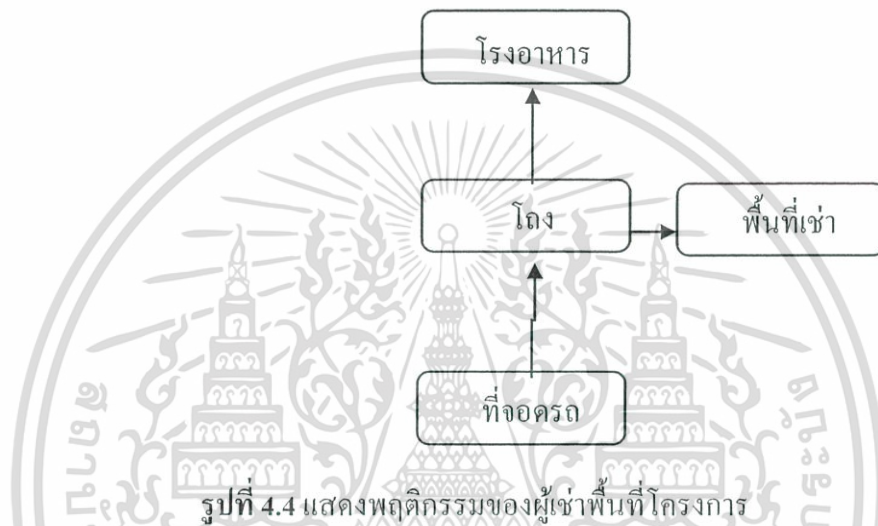 โรงอาหาร
โถง
พื้นที่เช่า
ที่จอดรถ
รูปที่ 4.4 แสดงพฤติกรรมของผู้เช่าพื้นที่โครงการ